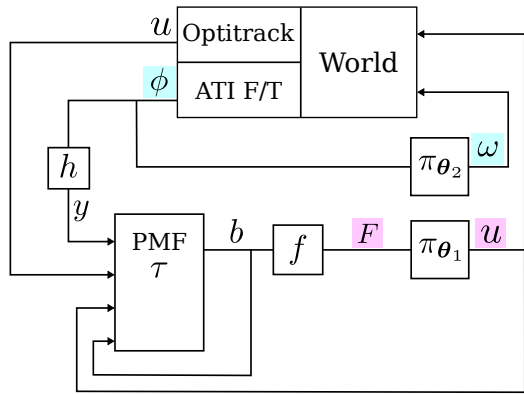 u
Optitrack
World
ϕ
ATI F/T
h
π_θ₂
ω
y
PMF
τ
b
f
F
π_θ₁
u